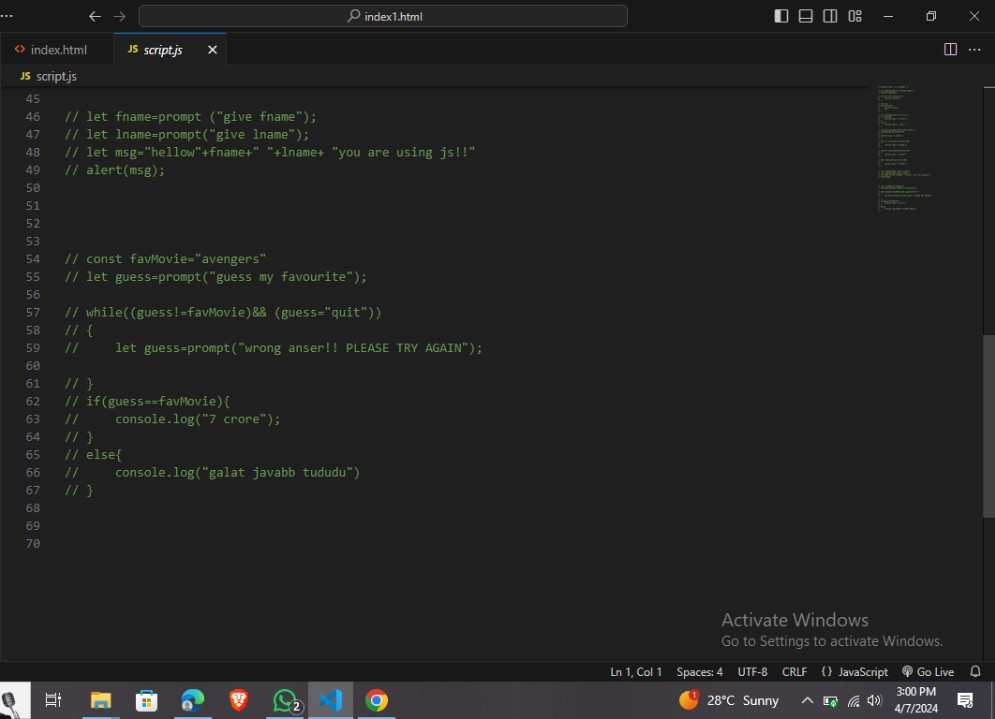 index1.html
index.html
JS script.js
JS script.js
45
46 // let fname=prompt ("give fname");
47 // let lname=prompt("give lname");
48 // let msg="hellow"+fname+" "+lname+ "you are using js!!"
49 // alert(msg);
50
51
52
53
54 // const favMovie="avengers"
55 // let guess=prompt("guess my favourite");
56
57 // while((guess!=favMovie)&& (guess="quit"))
58 // {
59 //     let guess=prompt("wrong anser!! PLEASE TRY AGAIN");
60
61 // }
62 // if(guess==favMovie){
63 //     console.log("7 crore");
64 // }
65 // else{
66 //     console.log("galat javabb tududu")
67 // }
68
69
70
Activate Windows
Go to Settings to activate Windows.
Ln 1, Col 1 Spaces: 4 UTF-8 CRLF {} JavaScript Go Live
2
1
28°C Sunny
3:00 PM
4/7/2024